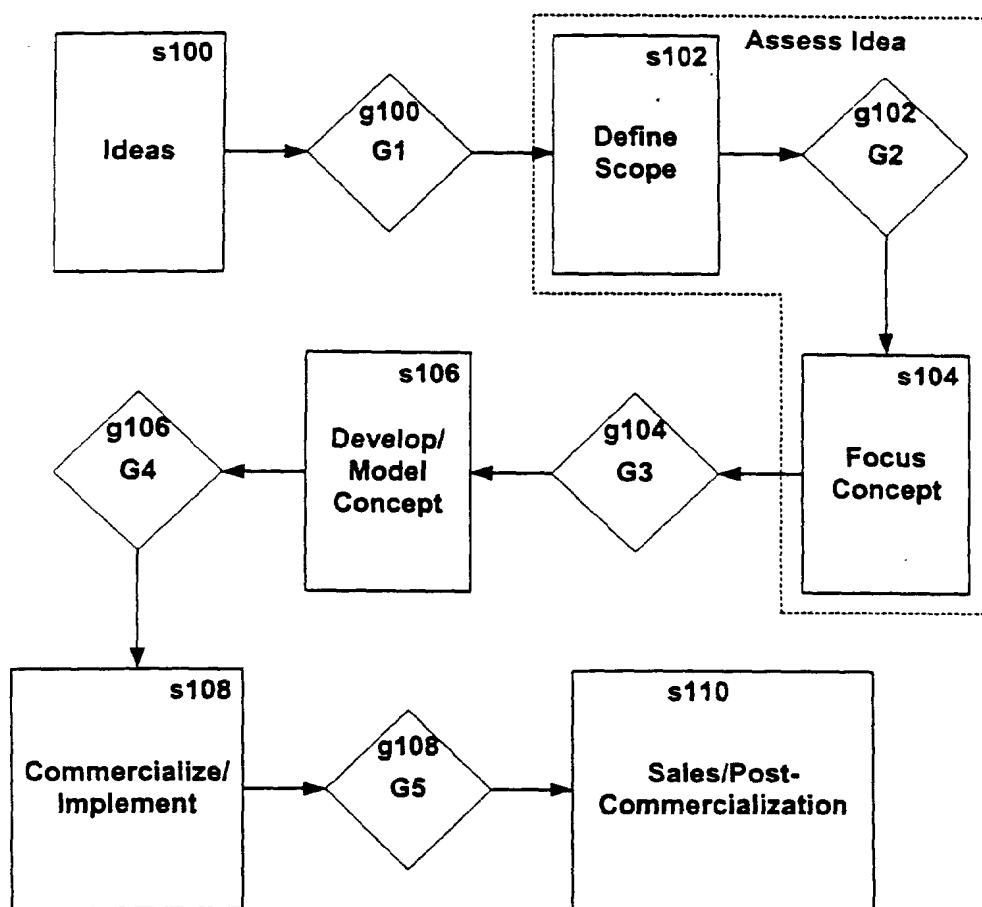 s100
Ideas
g100
G1
Assess Idea
s102
Define
Scope
g102
G2
s104
Focus
Concept
g104
G3
s106
Develop/
Model
Concept
g106
G4
s108
Commercialize/
Implement
g108
G5
s110
Sales/Post-
Commercialization